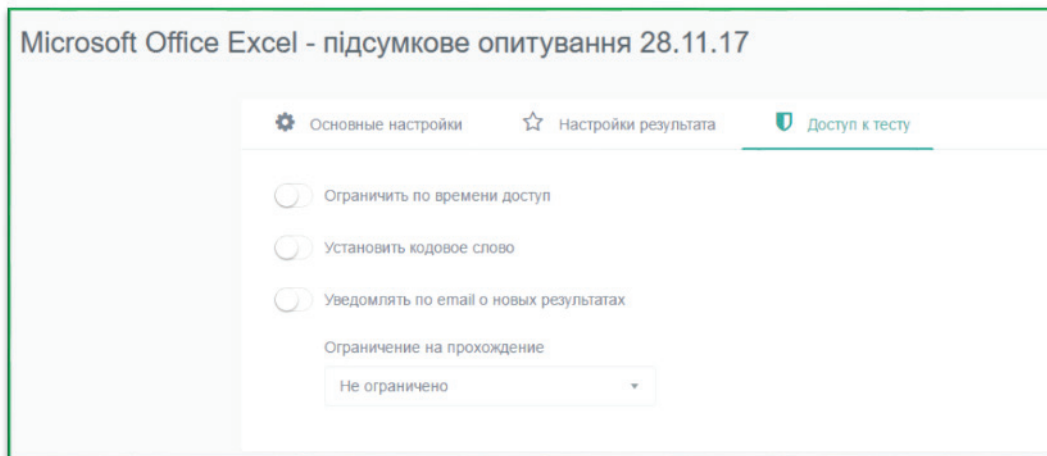 Microsoft Office Excel - підсумкове опитування 28.11.17
Основные настройки Настройки результата Доступ к тесту
Ограничить по времени доступ
Установить кодовое слово
Уведомлять по email о новых результатах
Ограничение на прохождение
Не ограничено